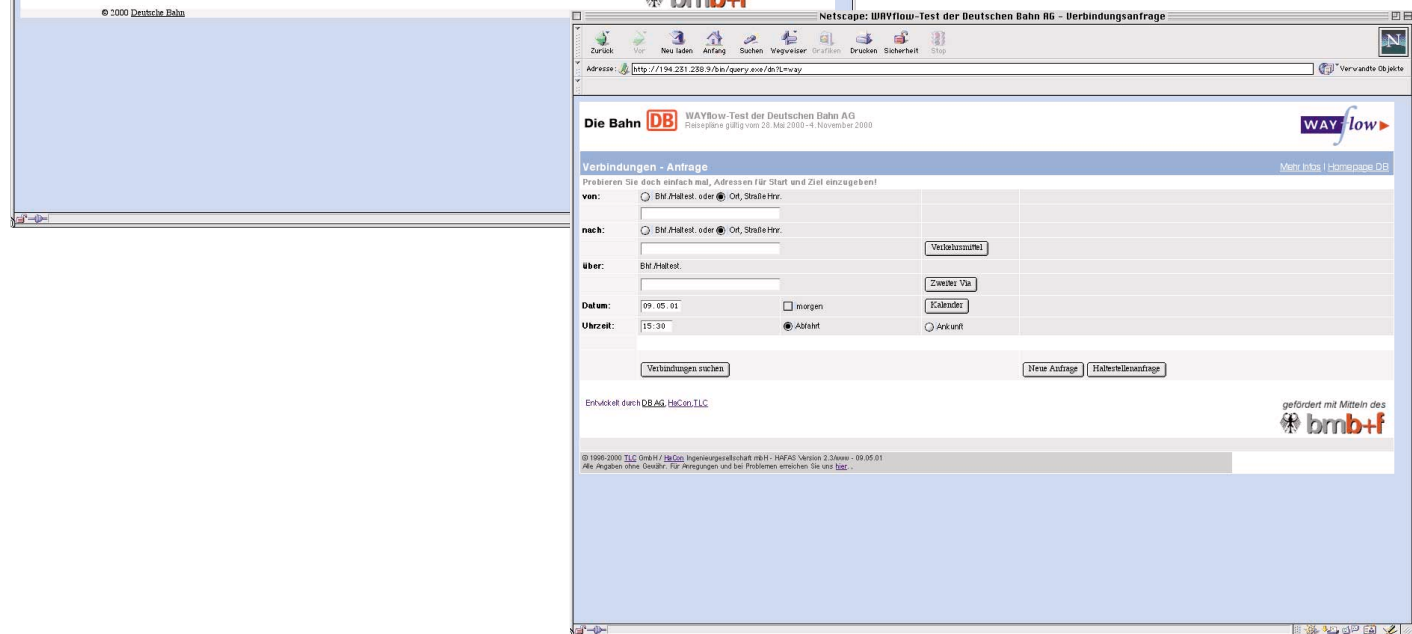 bmb+f
© 2000 Deutsche Bahn
Netscape: WAYflow-Test der Deutschen Bahn AG - Verbindungsanfrage
Zurück Vor Neu laden Anfang Suchen Wegweiser Grafiken Drucken Sicherheit Stop
N
Adresse: http://194.231.238.9/bin/query.exe/dn?L=way Verwandte Objekte
Die Bahn DB WAYflow-Test der Deutschen Bahn AG
Reisepläne gültig vom 28. Mai 2000-4. November 2000
WAY flow
Verbindungen - Anfrage Mehr Infos | Homepage DB
Probieren Sie doch einfach mal, Adressen für Start und Ziel einzugeben!
von: Bhf./Haltest. oder Ort, Straße Hnr.
nach: Bhf./Haltest. oder Ort, Straße Hnr.
Verkehrsmittel
über: Bhf./Haltest.
Zweiter Via
Datum: 09.05.01 morgen Kalender
Uhrzeit: 15:30 Abfahrt Ankunft
Verbindungen suchen Neue Anfrage Haltestellenanfrage
Entwickelt durch DB AG, HaCon, TLC
gefördert mit Mitteln des
bmb+f
© 1996-2000 TLC GmbH / HaCon Ingenieurgesellschaft mbH - HAFAS Version 2.3/www - 09.05.01
Alle Angaben ohne Gewähr. Für Anregungen und bei Problemen erreichen Sie uns hier. .